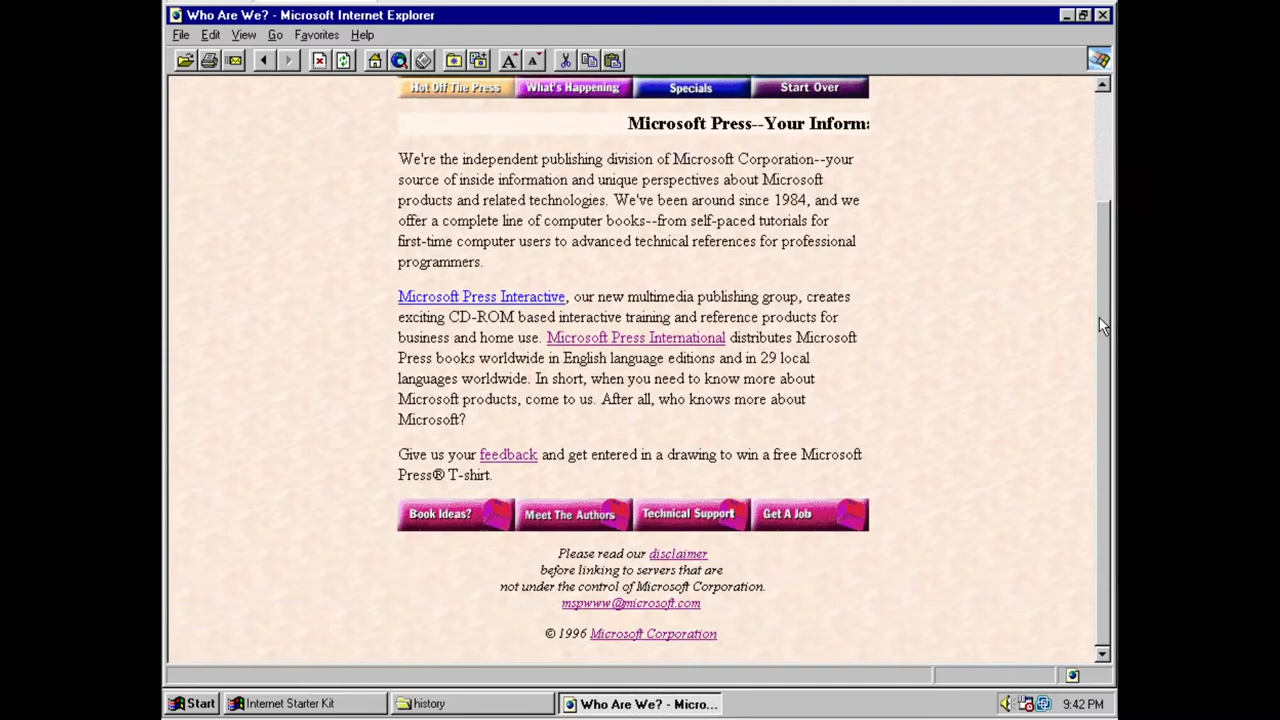 Who Are We? - Microsoft Internet Explorer
File Edit View Go Favorites Help
Hot Off The Press What's Happening Specials Start Over
Microsoft Press--Your Informa
We're the independent publishing division of Microsoft Corporation--your
source of inside information and unique perspectives about Microsoft
products and related technologies. We've been around since 1984, and we
offer a complete line of computer books--from self-paced tutorials for
first-time computer users to advanced technical references for professional
programmers.
Microsoft Press Interactive, our new multimedia publishing group, creates
exciting CD-ROM based interactive training and reference products for
business and home use. Microsoft Press International distributes Microsoft
Press books worldwide in English language editions and in 29 local
languages worldwide. In short, when you need to know more about
Microsoft products, come to us. After all, who knows more about
Microsoft?
Give us your feedback and get entered in a drawing to win a free Microsoft
Press® T-shirt.
Book Ideas? Meet The Authors Technical Support Get A Job
Please read our disclaimer
before linking to servers that are
not under the control of Microsoft Corporation.
mspwww@microsoft.com
© 1996 Microsoft Corporation
Start Internet Starter Kit history Who Are We? - Micro... 9:42 PM